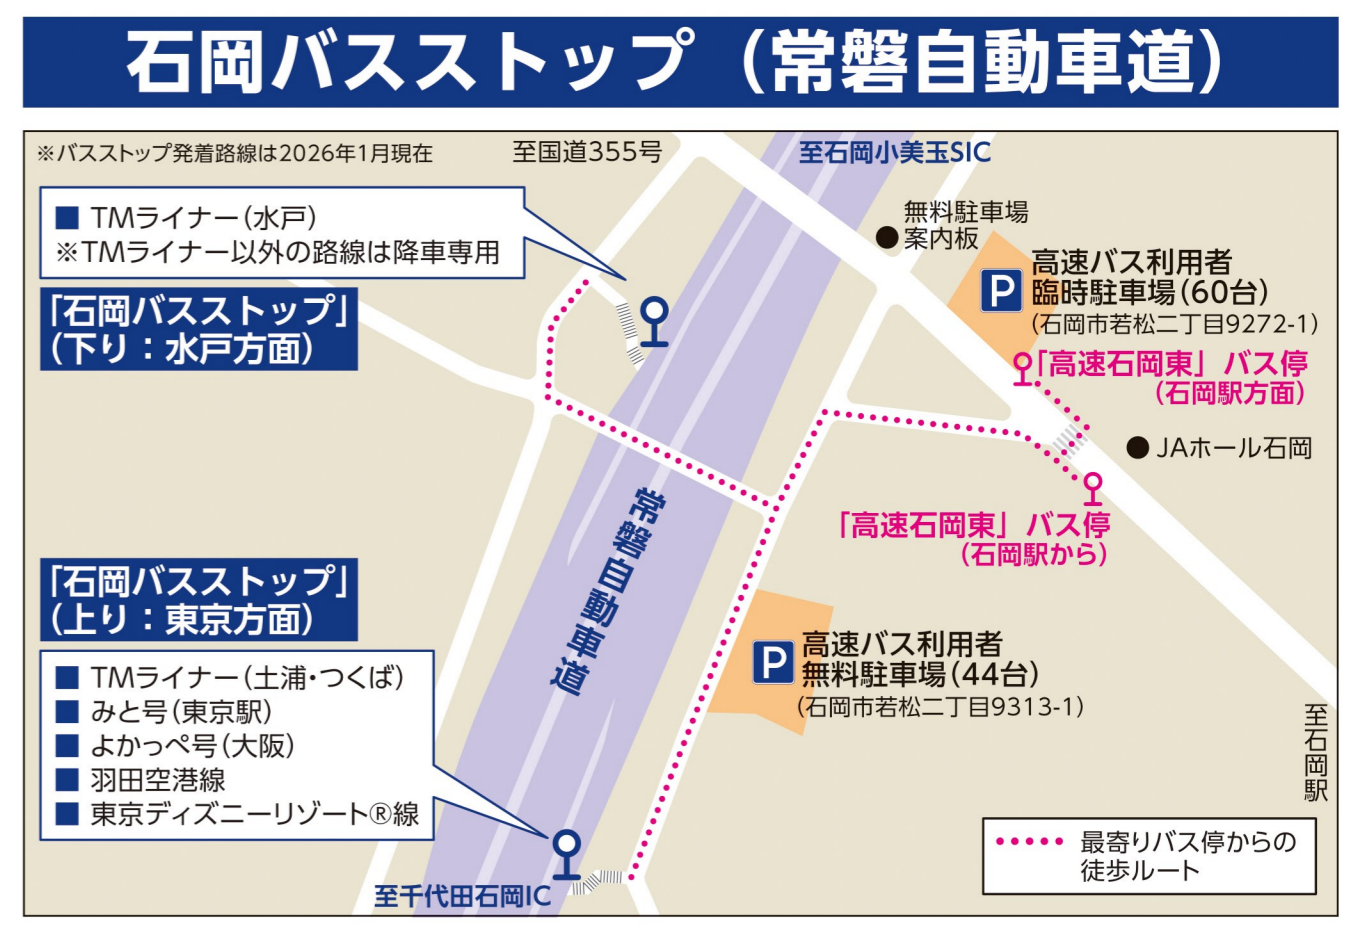 石岡バスストップ（常磐自動車道）
※バスストップ発着路線は2026年1月現在
至国道355号
至石岡小美玉SIC
■ TMライナー（水戸）
※TMライナー以外の路線は降車専用
「石岡バスストップ」
（下り：水戸方面）
無料駐車場
案内板
P
高速バス利用者
臨時駐車場（60台）
（石岡市若松二丁目9272-1）
「高速石岡東」バス停
（石岡駅方面）
JAホール石岡
「高速石岡東」バス停
（石岡駅から）
常磐自動車道
「石岡バスストップ」
（上り：東京方面）
■ TMライナー（土浦・つくば）
■ みと号（東京駅）
■ よかっぺ号（大阪）
■ 羽田空港線
■ 東京ディズニーリゾート®線
P
高速バス利用者
無料駐車場（44台）
（石岡市若松二丁目9313-1）
至石岡駅
至千代田石岡IC
最寄りバス停からの
徒歩ルート